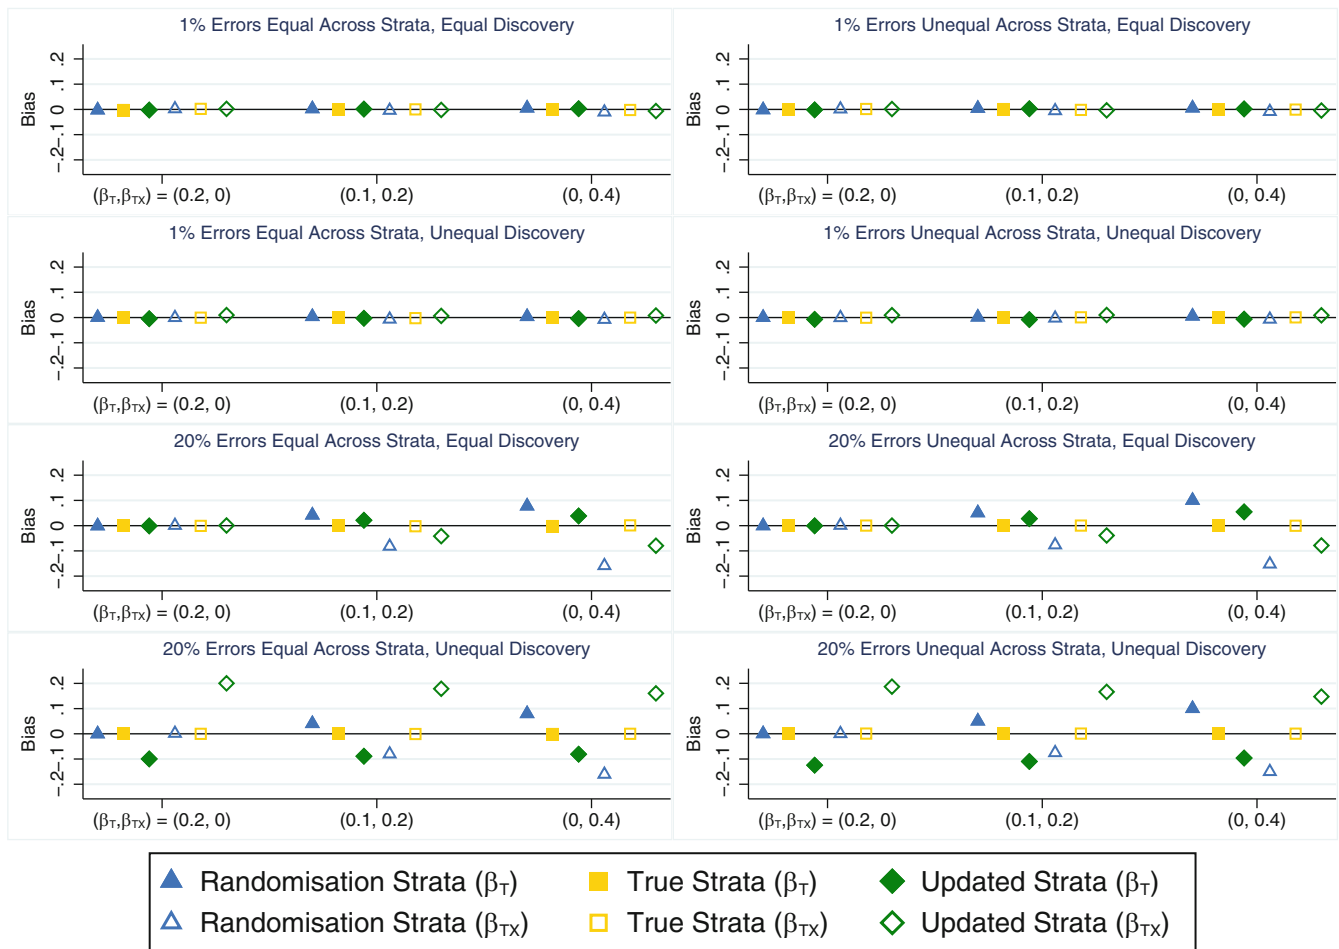 1% Errors Equal Across Strata, Equal Discovery
Bias
.2
.1
0
-.1
-.2
(βT,βTX) = (0.2, 0)
(0.1, 0.2)
(0, 0.4)
1% Errors Unequal Across Strata, Equal Discovery
Bias
.2
.1
0
-.1
-.2
(βT,βTX) = (0.2, 0)
(0.1, 0.2)
(0, 0.4)
1% Errors Equal Across Strata, Unequal Discovery
Bias
.2
.1
0
-.1
-.2
(βT,βTX) = (0.2, 0)
(0.1, 0.2)
(0, 0.4)
1% Errors Unequal Across Strata, Unequal Discovery
Bias
.2
.1
0
-.1
-.2
(βT,βTX) = (0.2, 0)
(0.1, 0.2)
(0, 0.4)
20% Errors Equal Across Strata, Equal Discovery
Bias
.2
.1
0
-.1
-.2
(βT,βTX) = (0.2, 0)
(0.1, 0.2)
(0, 0.4)
20% Errors Unequal Across Strata, Equal Discovery
Bias
.2
.1
0
-.1
-.2
(βT,βTX) = (0.2, 0)
(0.1, 0.2)
(0, 0.4)
20% Errors Equal Across Strata, Unequal Discovery
Bias
.2
.1
0
-.1
-.2
(βT,βTX) = (0.2, 0)
(0.1, 0.2)
(0, 0.4)
20% Errors Unequal Across Strata, Unequal Discovery
Bias
.2
.1
0
-.1
-.2
(βT,βTX) = (0.2, 0)
(0.1, 0.2)
(0, 0.4)
Randomisation Strata (βT)
True Strata (βT)
Updated Strata (βT)
Randomisation Strata (βTX)
True Strata (βTX)
Updated Strata (βTX)